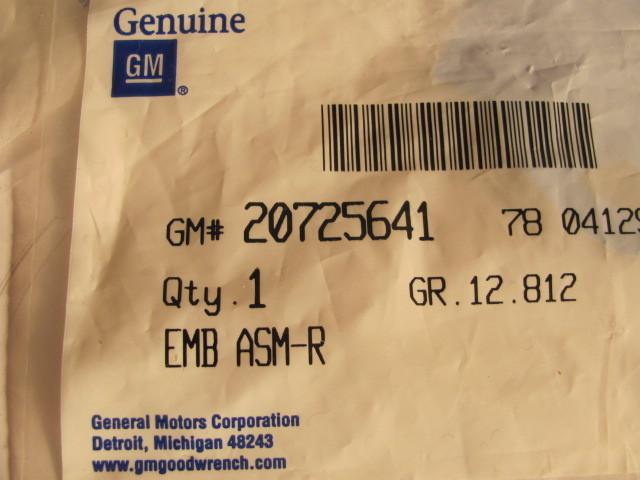 Genuine
GM®
GM# 20725641 78 04129
Qty.1 GR.12.812
EMB ASM-R
General Motors Corporation
Detroit, Michigan 48243
www.gmgoodwrench.com